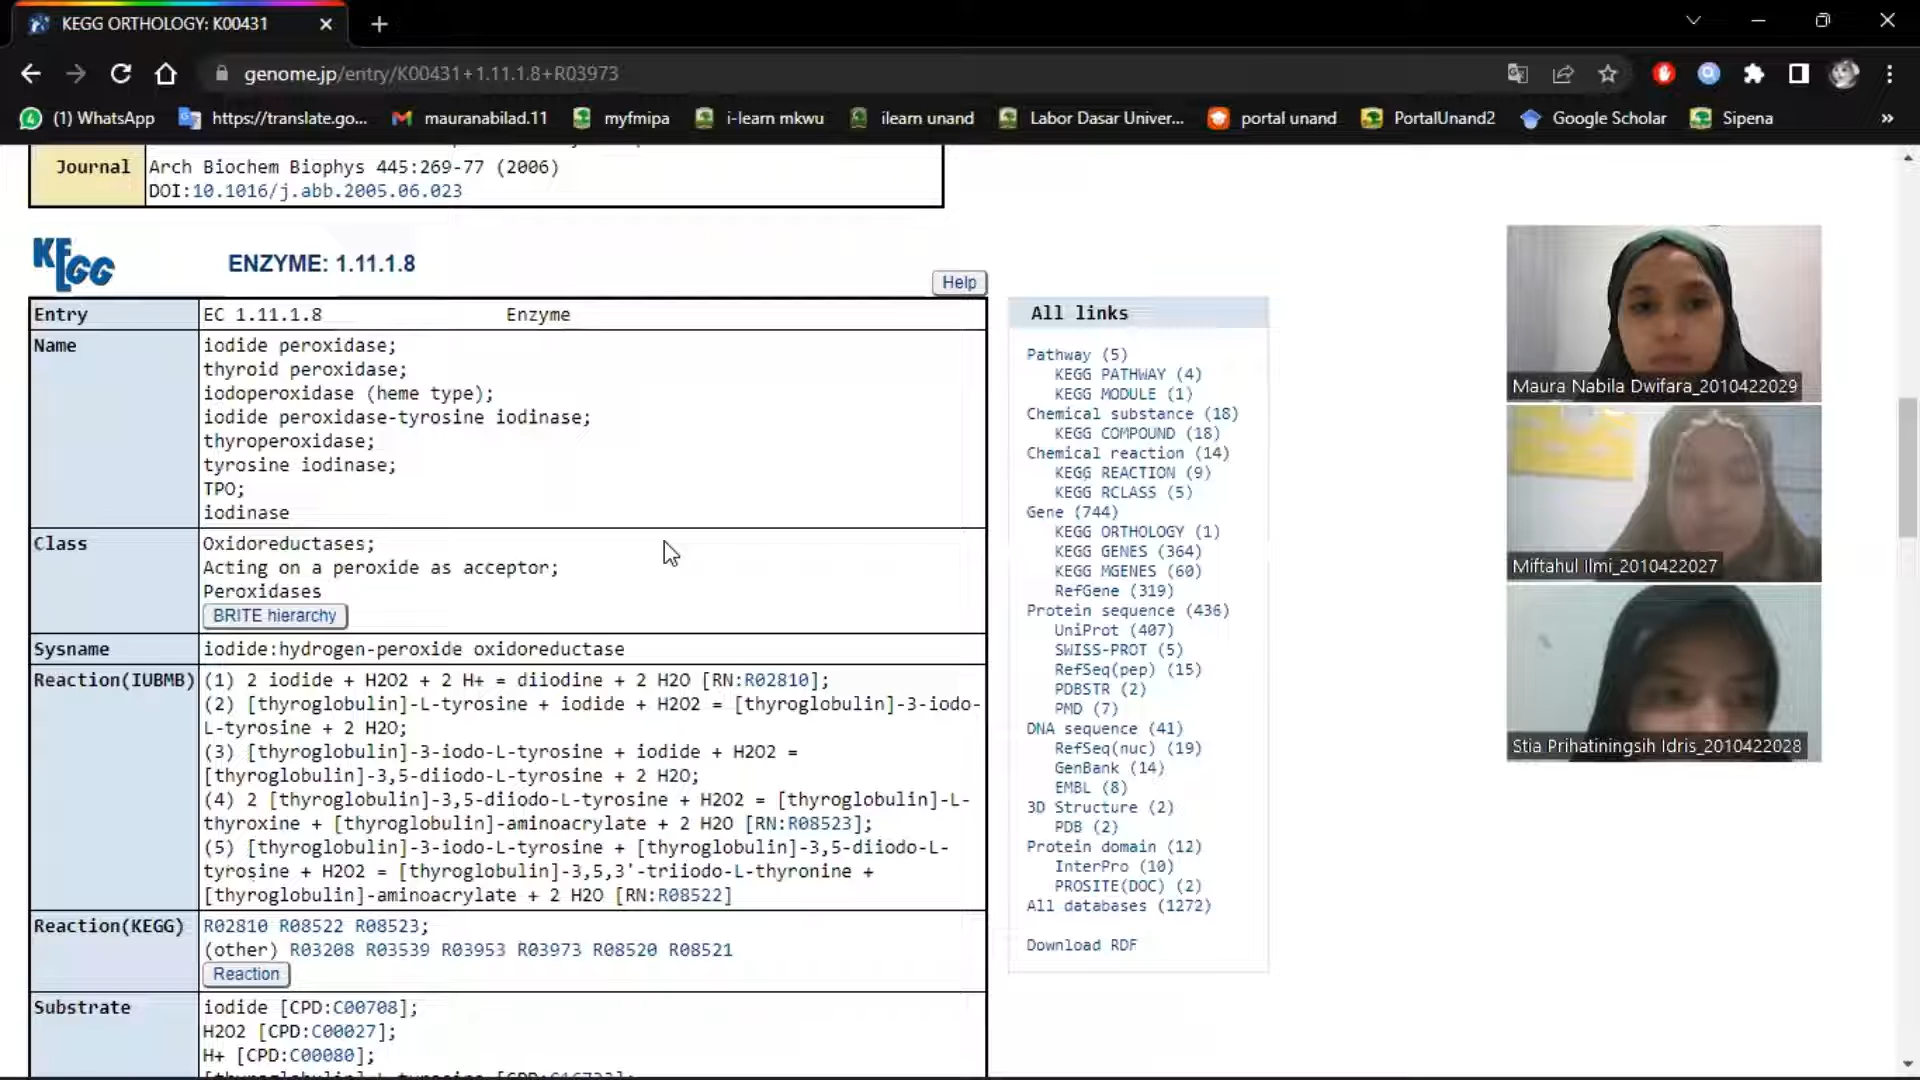 KEGG ORTHOLOGY: K00431
genome.jp/entry/K00431+1.11.1.8+R03973
(1) WhatsApp
https://translate.go...
mauranabilad.11
myfmipa
i-learn mkwu
ilearn unand
Labor Dasar Univer...
portal unand
PortalUnand2
Google Scholar
Sipena
»
Journal
Arch Biochem Biophys 445:269-77 (2006)
DOI:10.1016/j.abb.2005.06.023
KEGG
ENZYME: 1.11.1.8
Help
Entry
EC 1.11.1.8 Enzyme
Name
iodide peroxidase;
thyroid peroxidase;
iodoperoxidase (heme type);
iodide peroxidase-tyrosine iodinase;
thyroperoxidase;
tyrosine iodinase;
TPO;
iodinase
Class
Oxidoreductases;
Acting on a peroxide as acceptor;
Peroxidases
BRITE hierarchy
Sysname
iodide:hydrogen-peroxide oxidoreductase
Reaction(IUBMB)
(1) 2 iodide + H2O2 + 2 H+ = diiodine + 2 H2O [RN:R02810];
(2) [thyroglobulin]-L-tyrosine + iodide + H2O2 = [thyroglobulin]-3-iodo-
L-tyrosine + 2 H2O;
(3) [thyroglobulin]-3-iodo-L-tyrosine + iodide + H2O2 =
[thyroglobulin]-3,5-diiodo-L-tyrosine + 2 H2O;
(4) 2 [thyroglobulin]-3,5-diiodo-L-tyrosine + H2O2 = [thyroglobulin]-L-
thyroxine + [thyroglobulin]-aminoacrylate + 2 H2O [RN:R08523];
(5) [thyroglobulin]-3-iodo-L-tyrosine + [thyroglobulin]-3,5-diiodo-L-
tyrosine + H2O2 = [thyroglobulin]-3,5,3'-triiodo-L-thyronine +
[thyroglobulin]-aminoacrylate + 2 H2O [RN:R08522]
Reaction(KEGG)
R02810 R08522 R08523;
(other) R03208 R03539 R03953 R03973 R08520 R08521
Reaction
Substrate
iodide [CPD:C00708];
H2O2 [CPD:C00027];
H+ [CPD:C00080];
All links
Pathway (5)
KEGG PATHWAY (4)
KEGG MODULE (1)
Chemical substance (18)
KEGG COMPOUND (18)
Chemical reaction (14)
KEGG REACTION (9)
KEGG RCLASS (5)
Gene (744)
KEGG ORTHOLOGY (1)
KEGG GENES (364)
KEGG MGENES (60)
RefGene (319)
Protein sequence (436)
UniProt (407)
SWISS-PROT (5)
RefSeq(pep) (15)
PDBSTR (2)
PMD (7)
DNA sequence (41)
RefSeq(nuc) (19)
GenBank (14)
EMBL (8)
3D Structure (2)
PDB (2)
Protein domain (12)
InterPro (10)
PROSITE(DOC) (2)
All databases (1272)
Download RDF
Maura Nabila Dwifara_2010422029
Miftahul Ilmi_2010422027
Stia Prihatiningsih Idris_2010422028